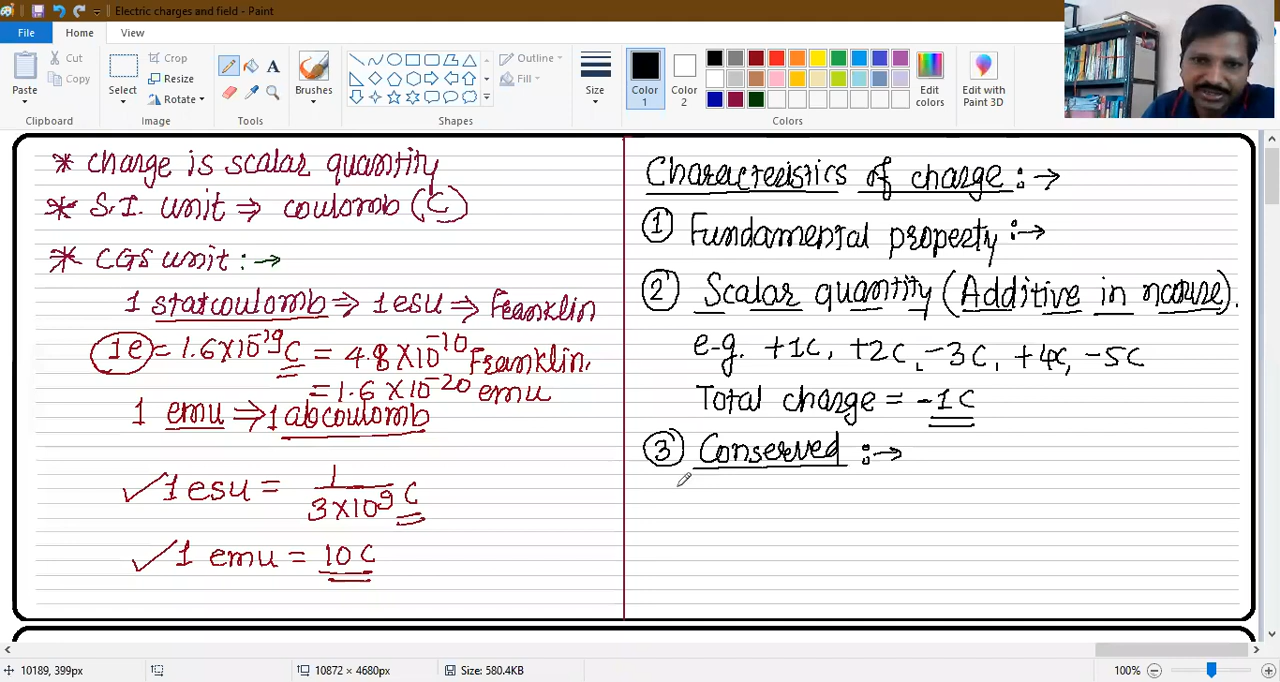 Electric charges and field - Paint
File
Home
View
Paste
Cut
Copy
Clipboard
Select
Crop
Resize
Rotate
Image
Tools
Brushes
Shapes
Outline
Fill
Size
Color 1
Color 2
Colors
Edit colors
Edit with Paint 3D
* charge is scalar quantity
* S.I. unit ⇒ coulomb (C)
* CGS unit :→
1 statcoulomb ⇒ 1esu ⇒ Franklin
1e = 1.6×10⁻¹⁹C = 4.8×10⁻¹⁰ Franklin.
= 1.6×10⁻²⁰ emu
1 emu ⇒ 1 abcoulomb
✓ 1 esu = 1/3×10⁹ C
✓ 1 emu = 10 C
Characteristics of charge :→
① Fundamental property :→
② Scalar quantity (Additive in nature).
e-g. +1C, +2C, -3C, +4C, -5C
Total charge = -1C
③ Conserved :→
10189, 399px
10872 × 4680px
Size: 580.4KB
100%